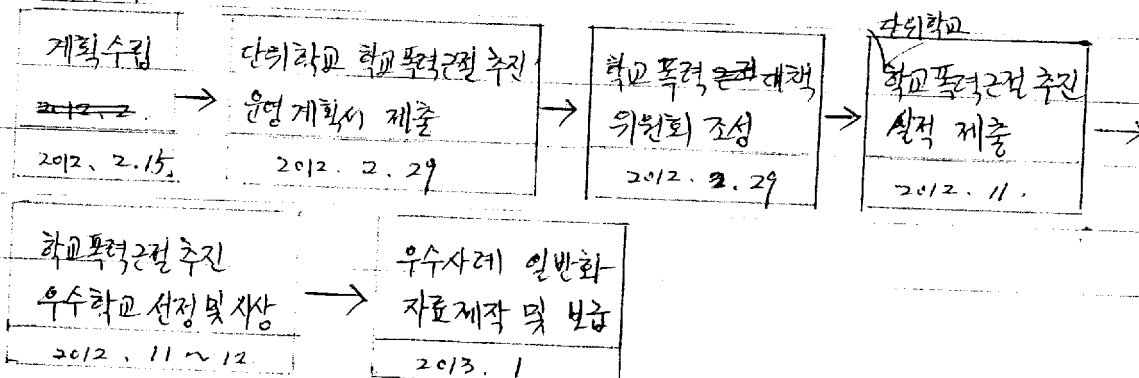 계획수립
2012.2.
2012. 2.15.
단위학교 학교폭력근절 추진
운영 계획서 제출
2012. 2. 29
학교폭력 대책
위원회 조성
2012. 2. 29
단위학교
학교폭력근절 추진
실적 제출
2012. 11.
학교폭력근절 추진
우수학교 선정 및 시상
2012. 11 ~ 12
우수사례 일반화
자료제작 및 보급
2013. 1